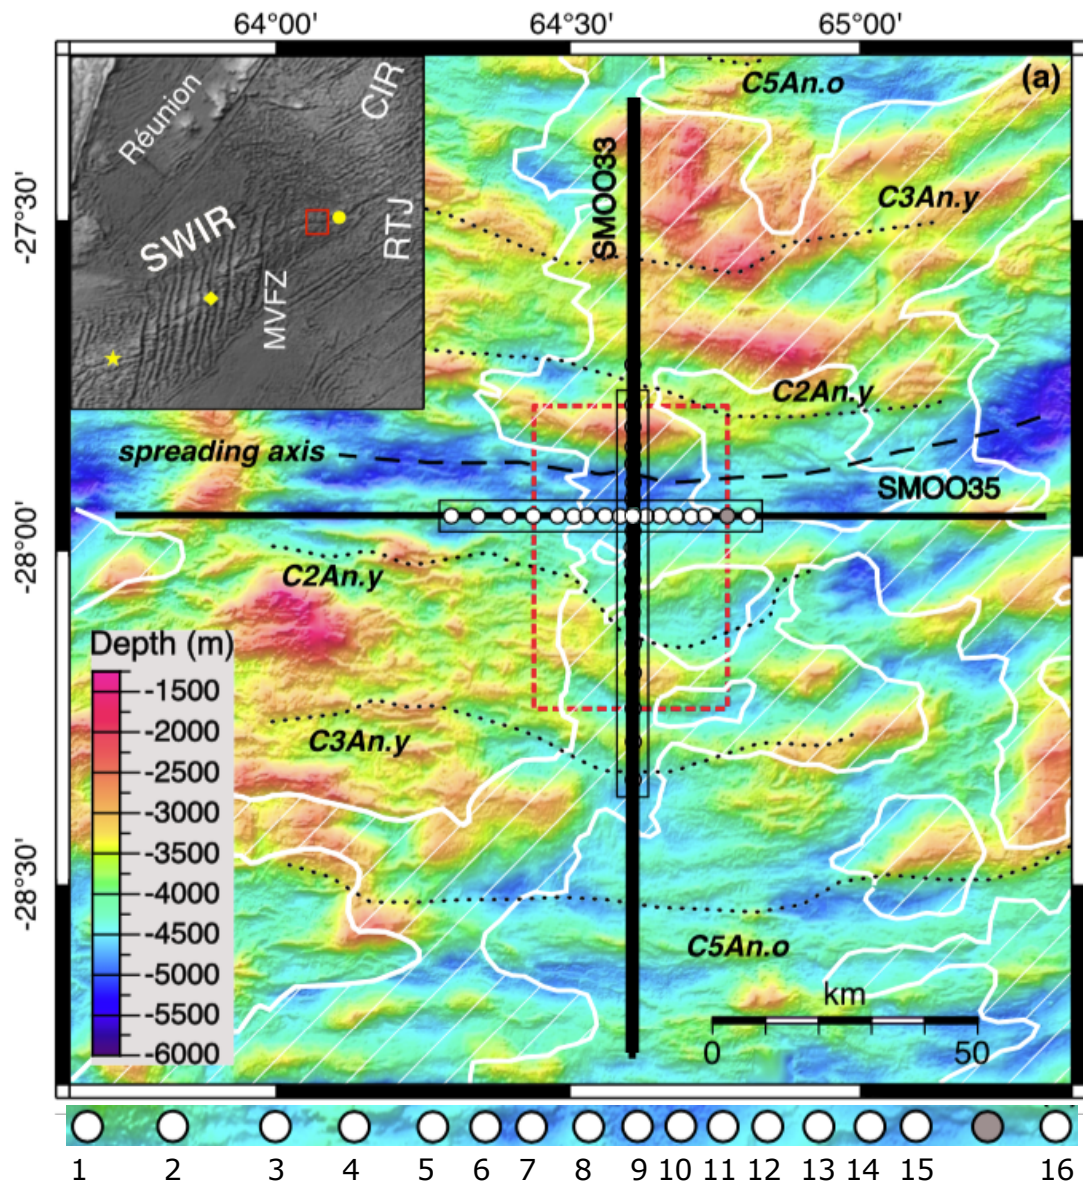 64°00' 64°30' 65°00'
(a)
C5An.o
Réunion
CIR
SMOO33
C3An.y
-27°30'
SWIR
RTJ
MVFZ
C2An.y
spreading axis
SMOO35
-28°00'
C2An.y
Depth (m)
-1500
-2000
-2500
-3000
-3500
-4000
-4500
-5000
-5500
-6000
C3An.y
-28°30'
C5An.o
km
0 50
1 2 3 4 5 6 7 8 9 10 11 12 13 14 15 16